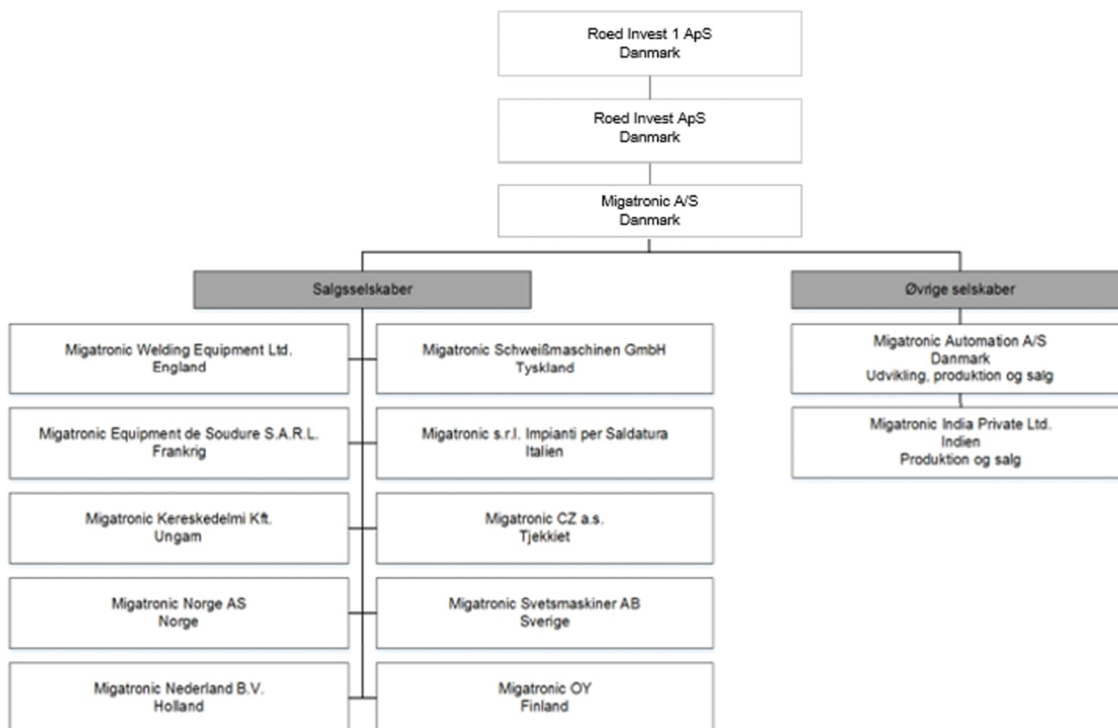 Roed Invest 1 ApS
Danmark
Roed Invest ApS
Danmark
Migatronic A/S
Danmark
Salgsselskaber
Øvrige selskaber
Migatronic Welding Equipment Ltd.
England
Migatronic Schweißmaschinen GmbH
Tyskland
Migatronic Automation A/S
Danmark
Udvikling, produktion og salg
Migatronic Equipment de Soudure S.A.R.L.
Frankrig
Migatronic s.r.l. Impianti per Saldatura
Italien
Migatronic India Private Ltd.
Indien
Produktion og salg
Migatronic Kereskedelmi Kft.
Ungarn
Migatronic CZ a.s.
Tjekkiet
Migatronic Norge AS
Norge
Migatronic Svetsmaskiner AB
Sverige
Migatronic Nederland B.V.
Holland
Migatronic OY
Finland